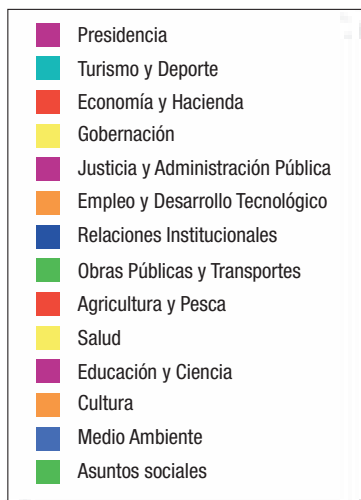 Presidencia
Turismo y Deporte
Economía y Hacienda
Gobernación
Justicia y Administración Pública
Empleo y Desarrollo Tecnológico
Relaciones Institucionales
Obras Públicas y Transportes
Agricultura y Pesca
Salud
Educación y Ciencia
Cultura
Medio Ambiente
Asuntos sociales